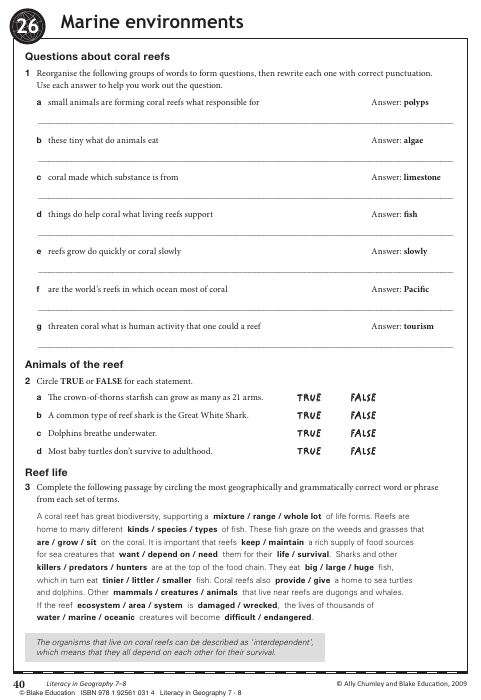 26 Marine environments
Questions about coral reefs
1 Reorganise the following groups of words to form questions, then rewrite each one with correct punctuation.
Use each answer to help you work out the question.
a small animals are forming coral reefs what responsible for Answer: polyps
b these tiny what do animals eat Answer: algae
c coral made which substance is from Answer: limestone
d things do help coral what living reefs support Answer: fish
e reefs grow do quickly or coral slowly Answer: slowly
f are the world's reefs in which ocean most of coral Answer: Pacific
g threaten coral what is human activity that one could a reef Answer: tourism
Animals of the reef
2 Circle TRUE or FALSE for each statement.
a The crown-of-thorns starfish can grow as many as 21 arms. TRUE FALSE
b A common type of reef shark is the Great White Shark. TRUE FALSE
c Dolphins breathe underwater. TRUE FALSE
d Most baby turtles don't survive to adulthood. TRUE FALSE
Reef life
3 Complete the following passage by circling the most geographically and grammatically correct word or phrase
from each set of terms.
A coral reef has great biodiversity, supporting a mixture / range / whole lot of life forms. Reefs are
home to many different kinds / species / types of fish. These fish graze on the weeds and grasses that
are / grow / sit on the coral. It is important that reefs keep / maintain a rich supply of food sources
for sea creatures that want / depend on / need them for their life / survival. Sharks and other
killers / predators / hunters are at the top of the food chain. They eat big / large / huge fish,
which in turn eat tinier / littler / smaller fish. Coral reefs also provide / give a home to sea turtles
and dolphins. Other mammals / creatures / animals that live near reefs are dugongs and whales.
If the reef ecosystem / area / system is damaged / wrecked, the lives of thousands of
water / marine / oceanic creatures will become difficult / endangered.
The organisms that live on coral reefs can be described as 'interdependent',
which means that they all depend on each other for their survival.
40 Literacy in Geography 7–8 © Ally Chumley and Blake Education, 2009
© Blake Education ISBN 978 1 92561 031 4 Literacy in Geography 7 - 8